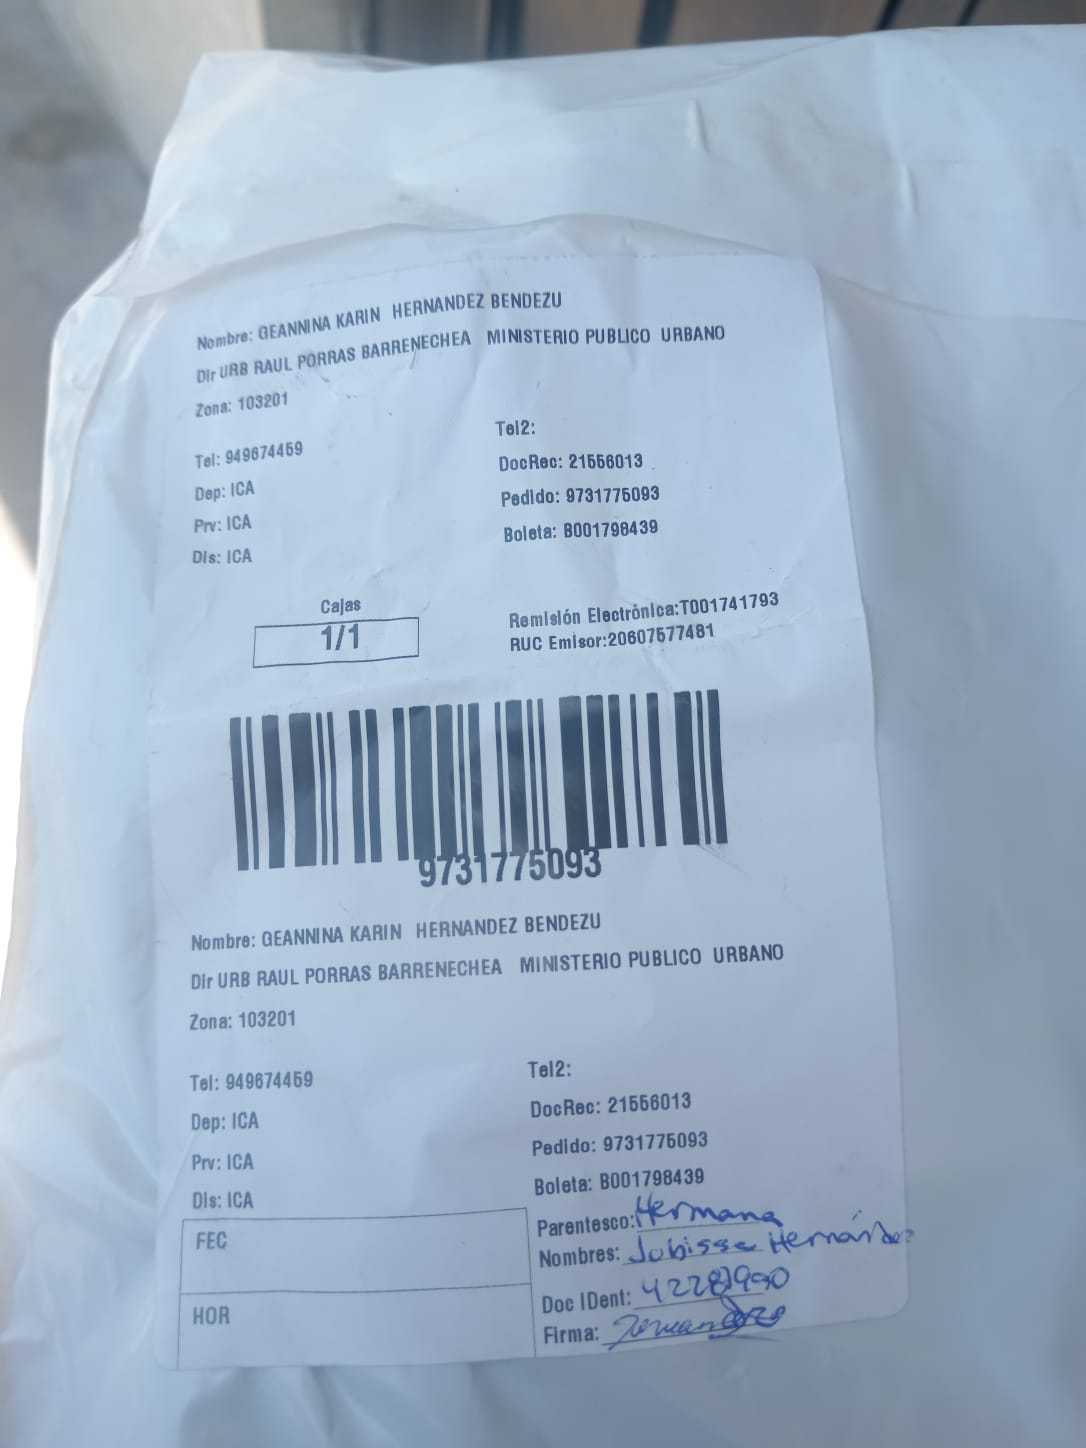 Nombre: GEANNINA KARIN HERNANDEZ BENDEZU
Dir URB RAUL PORRAS BARRENECHEA MINISTERIO PUBLICO URBANO
Zona: 103201
Tel: 949674459 Tel2:
Dep: ICA DocRec: 21556013
Prv: ICA Pedido: 9731775093
Dis: ICA Boleta: B001798439
Cajas Remisión Electrónica:T001741793
1/1 RUC Emisor:20607577481
9731775093
Nombre: GEANNINA KARIN HERNANDEZ BENDEZU
Dir URB RAUL PORRAS BARRENECHEA MINISTERIO PUBLICO URBANO
Zona: 103201
Tel: 949674459 Tel2:
Dep: ICA DocRec: 21556013
Prv: ICA Pedido: 9731775093
Dis: ICA Boleta: B001798439
FEC Parentesco: Hermana
Nombres: Hernández
HOR Doc IDent:
Firma: